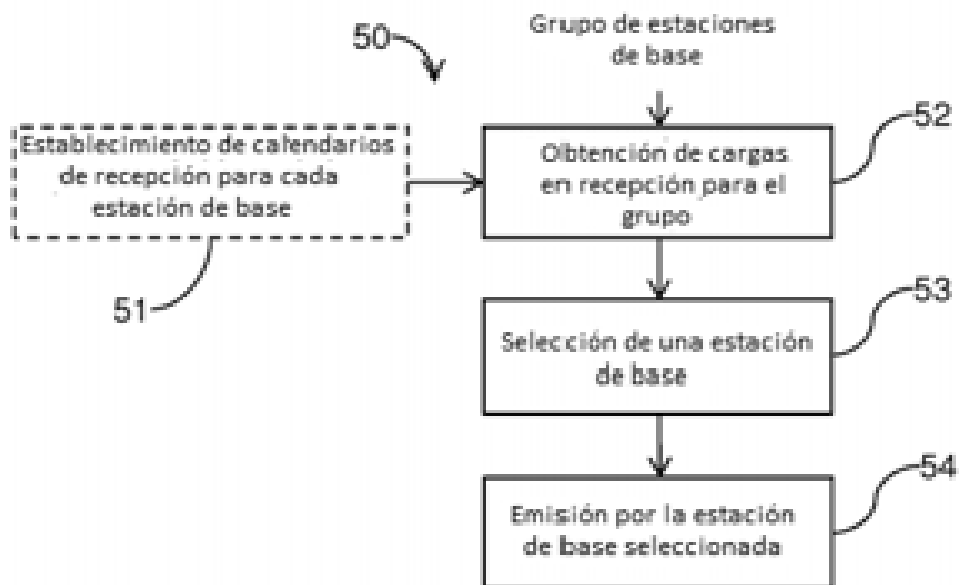 50
Grupo de estaciones
de base
52
Establecimiento de calendarios
de recepción para cada
estación de base
51
Obtención de cargas
en recepción para el
grupo
53
Selección de una estación
de base
54
Emisión por la estación
de base seleccionada